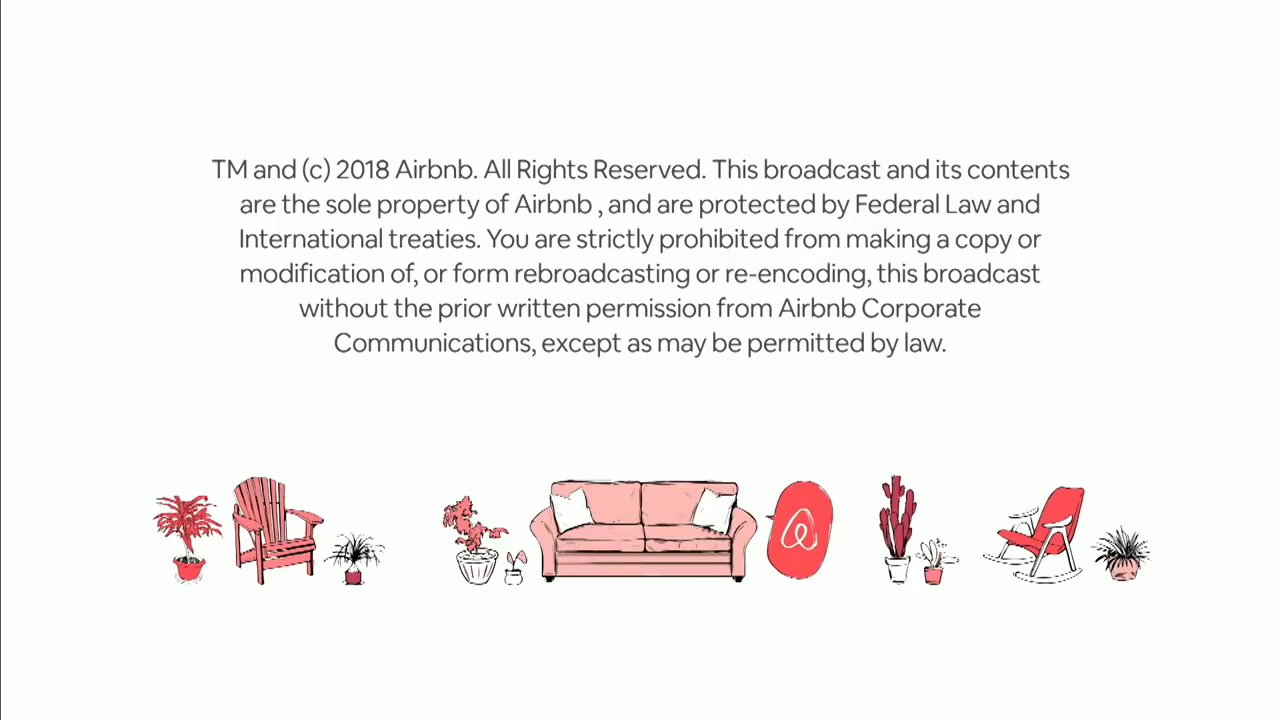 TM and (c) 2018 Airbnb. All Rights Reserved. This broadcast and its contents
are the sole property of Airbnb , and are protected by Federal Law and
International treaties. You are strictly prohibited from making a copy or
modification of, or form rebroadcasting or re-encoding, this broadcast
without the prior written permission from Airbnb Corporate
Communications, except as may be permitted by law.